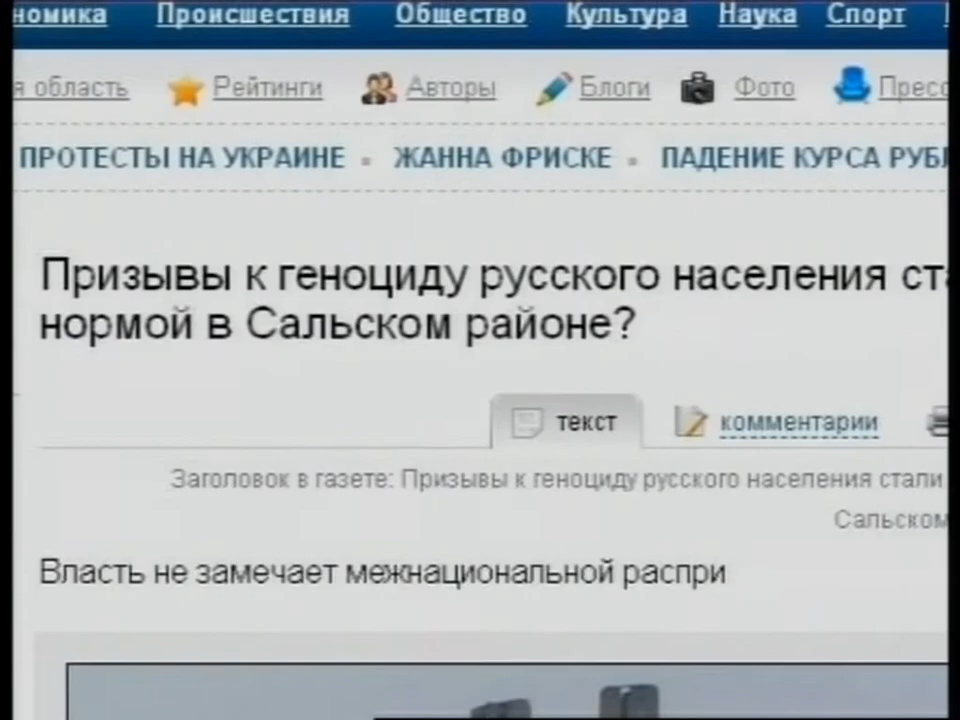 Происшествия Общество Культура Наука Спорт
область Рейтинги Авторы Блоги Фото
ПРОТЕСТЫ НА УКРАИНЕ ЖАННА ФРИСКЕ ПАДЕНИЕ КУРСА
Призывы к геноциду русского населения
нормой в Сальском районе?
текст комментарии
Заголовок в газете: Призывы к геноциду русского населения стали
Сальском
Власть не замечает межнациональной распри